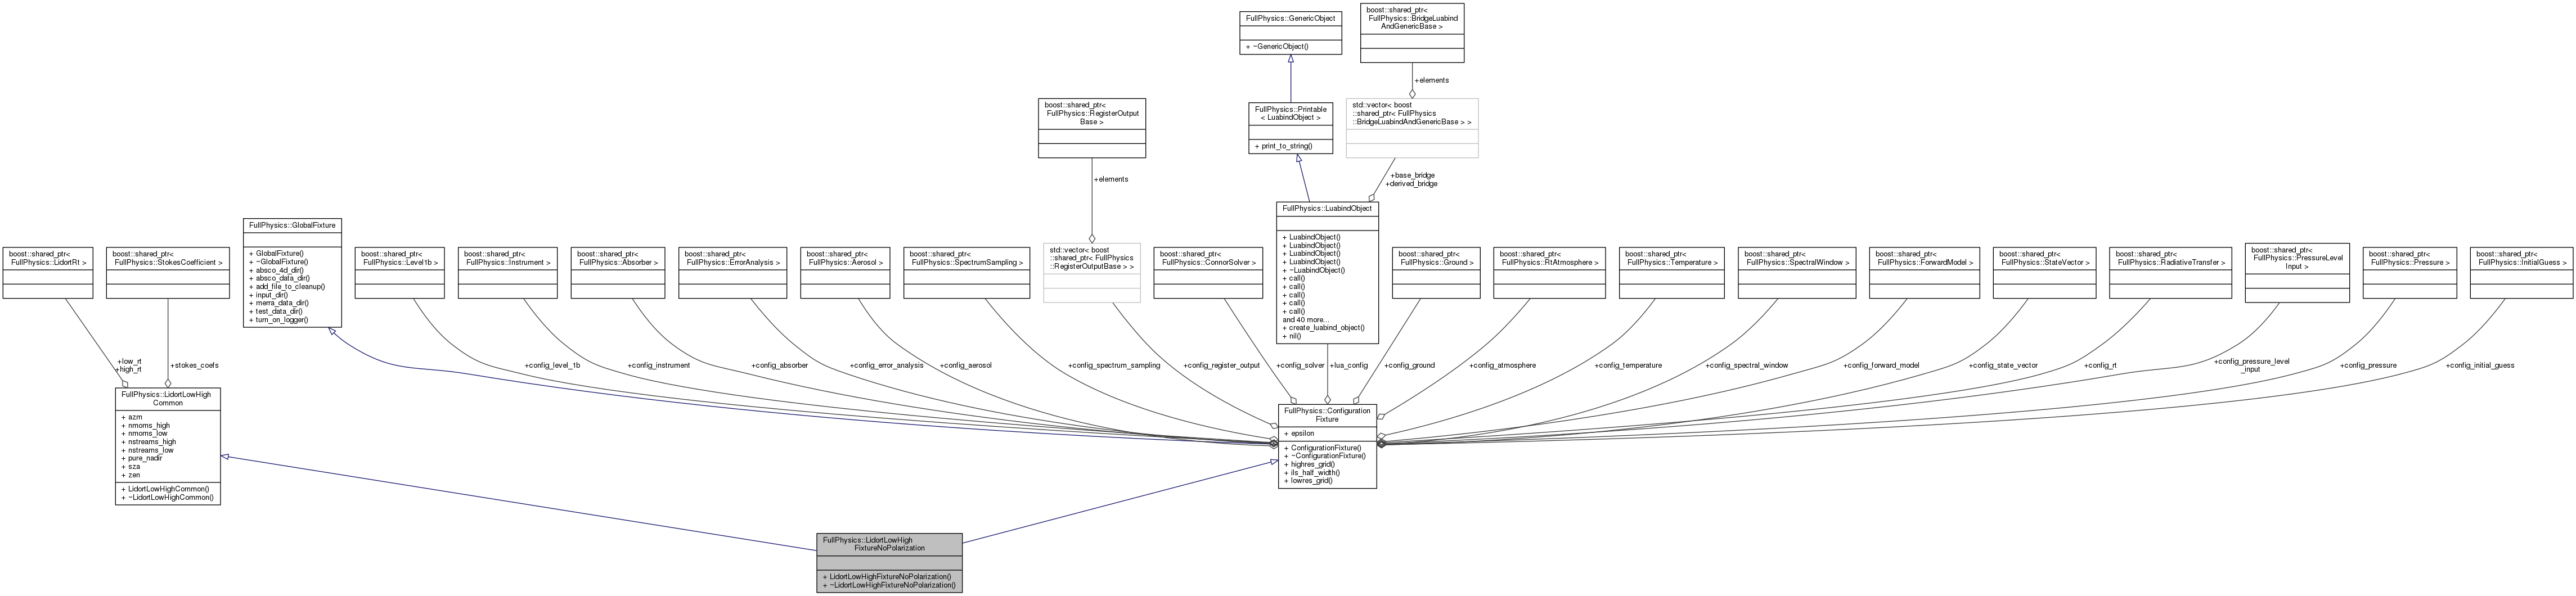 FullPhysics::GenericObject
+ ~GenericObject()
boost::shared_ptr<
FullPhysics::BridgeLuabind
AndGenericBase >
+elements
boost::shared_ptr<
FullPhysics::RegisterOutput
Base >
FullPhysics::Printable
< LuabindObject >
+ print_to_string()
std::vector< boost
::shared_ptr< FullPhysics
::BridgeLuabindAndGenericBase > >
+elements
+base_bridge
+derived_bridge
boost::shared_ptr<
FullPhysics::LidortRt >
boost::shared_ptr<
FullPhysics::StokesCoefficient >
FullPhysics::GlobalFixture
+ GlobalFixture()
+ ~GlobalFixture()
+ absco_4d_dir()
+ absco_data_dir()
+ add_file_to_cleanup()
+ input_dir()
+ merra_data_dir()
+ test_data_dir()
+ turn_on_logger()
boost::shared_ptr<
FullPhysics::Level1b >
boost::shared_ptr<
FullPhysics::Instrument >
boost::shared_ptr<
FullPhysics::Absorber >
boost::shared_ptr<
FullPhysics::ErrorAnalysis >
boost::shared_ptr<
FullPhysics::Aerosol >
boost::shared_ptr<
FullPhysics::SpectrumSampling >
std::vector< boost
::shared_ptr< FullPhysics
::RegisterOutputBase > >
boost::shared_ptr<
FullPhysics::ConnorSolver >
FullPhysics::LuabindObject
+ LuabindObject()
+ LuabindObject()
+ LuabindObject()
+ LuabindObject()
+ ~LuabindObject()
+ call()
+ call()
+ call()
+ call()
+ call()
and 40 more...
+ create_luabind_object()
+ nil()
boost::shared_ptr<
FullPhysics::Ground >
boost::shared_ptr<
FullPhysics::RtAtmosphere >
boost::shared_ptr<
FullPhysics::Temperature >
boost::shared_ptr<
FullPhysics::SpectralWindow >
boost::shared_ptr<
FullPhysics::ForwardModel >
boost::shared_ptr<
FullPhysics::StateVector >
boost::shared_ptr<
FullPhysics::RadiativeTransfer >
boost::shared_ptr<
FullPhysics::PressureLevel
Input >
boost::shared_ptr<
FullPhysics::Pressure >
boost::shared_ptr<
FullPhysics::InitialGuess >
+low_rt
+high_rt
+stokes_coefs
+config_level_1b
+config_instrument
+config_absorber
+config_error_analysis
+config_aerosol
+config_spectrum_sampling
+config_register_output
+config_solver
+lua_config
+config_ground
+config_atmosphere
+config_temperature
+config_spectral_window
+config_forward_model
+config_state_vector
+config_rt
+config_pressure_level
_input
+config_pressure
+config_initial_guess
FullPhysics::LidortLowHigh
Common
+ azm
+ nmoms_high
+ nmoms_low
+ nstreams_high
+ nstreams_low
+ pure_nadir
+ sza
+ zen
+ LidortLowHighCommon()
+ ~LidortLowHighCommon()
FullPhysics::Configuration
Fixture
+ epsilon
+ ConfigurationFixture()
+ ~ConfigurationFixture()
+ highres_grid()
+ ils_half_width()
+ lowres_grid()
FullPhysics::LidortLowHigh
FixtureNoPolarization
+ LidortLowHighFixtureNoPolarization()
+ ~LidortLowHighFixtureNoPolarization()